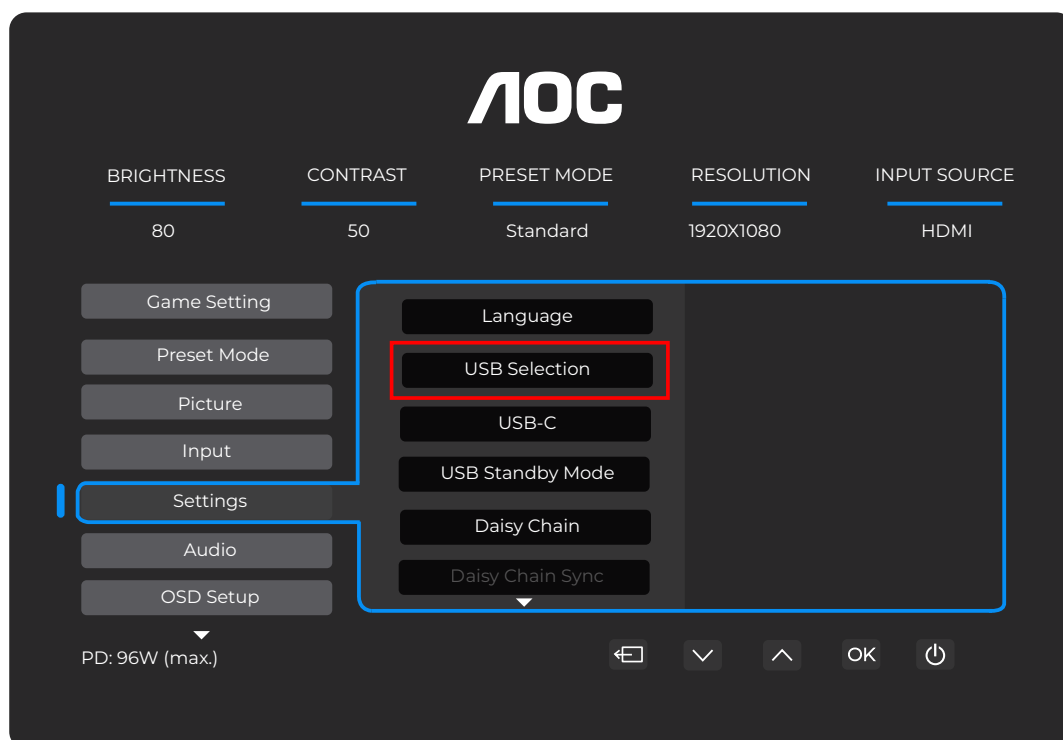 AOC
BRIGHTNESS CONTRAST PRESET MODE RESOLUTION INPUT SOURCE
80 50 Standard 1920X1080 HDMI
Game Setting
Preset Mode
Picture
Input
Settings
Audio
OSD Setup
Language
USB Selection
USB-C
USB Standby Mode
Daisy Chain
Daisy Chain Sync
PD: 96W (max.)
OK